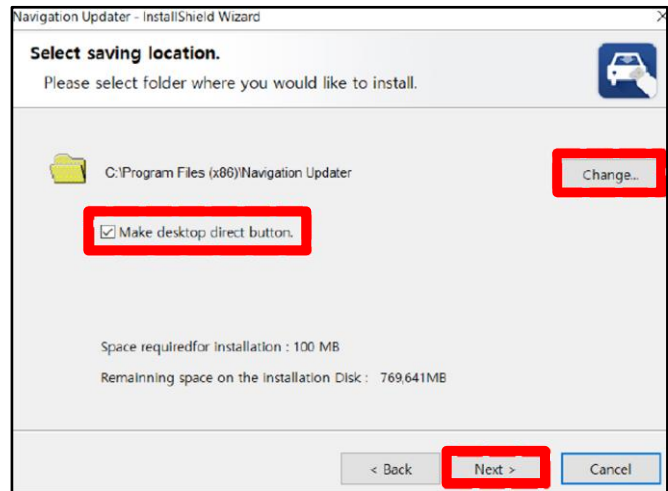 Navigation Updater - InstallShield Wizard
Select saving location.
Please select folder where you would like to install.
C:\Program Files (x86)\Navigation Updater
Change...
Make desktop direct button.
Space requiredfor installation : 100 MB
Remainning space on the Installation Disk : 769,641MB
< Back Next > Cancel